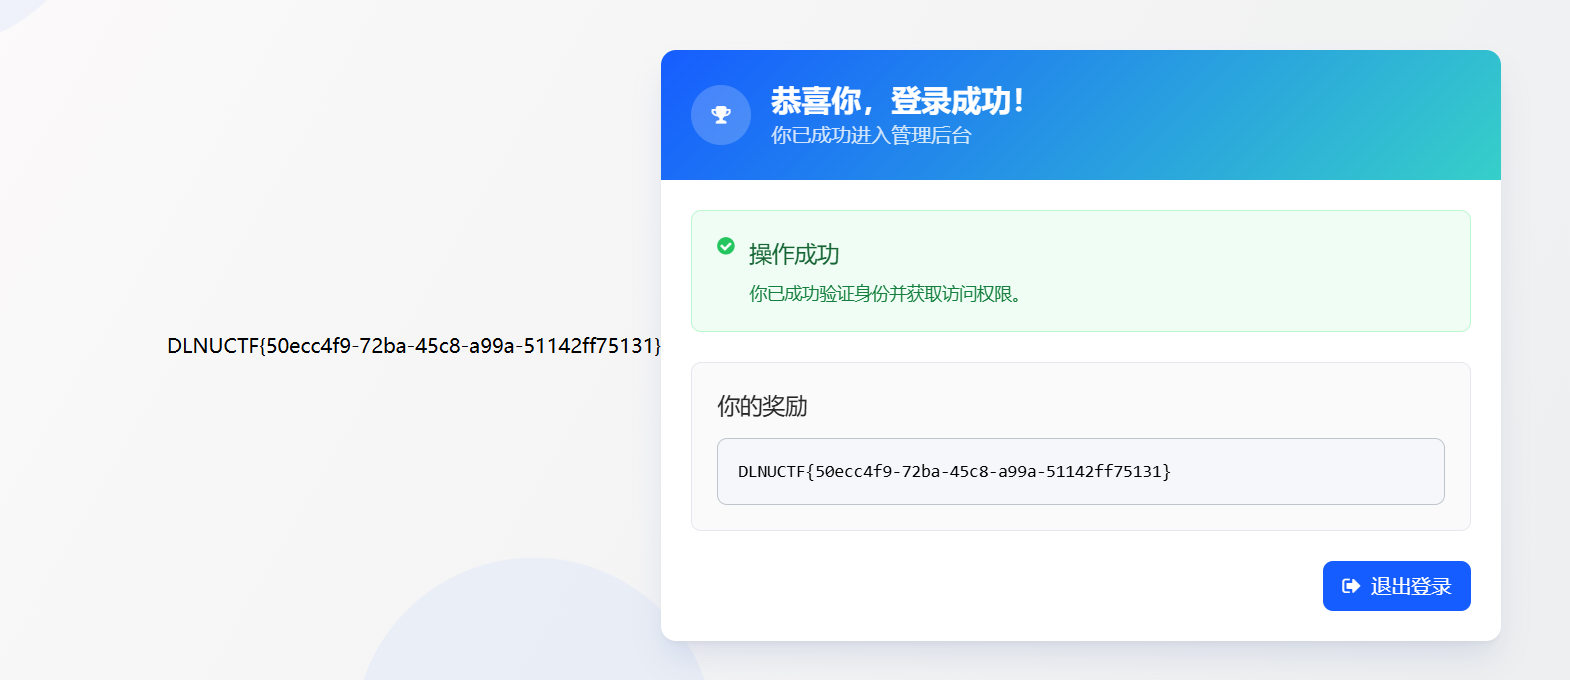 恭喜你，登录成功！
你已成功进入管理后台
操作成功
你已成功验证身份并获取访问权限。
DLNUCTF{50ecc4f9-72ba-45c8-a99a-51142ff75131}
你的奖励
DLNUCTF{50ecc4f9-72ba-45c8-a99a-51142ff75131}
退出登录